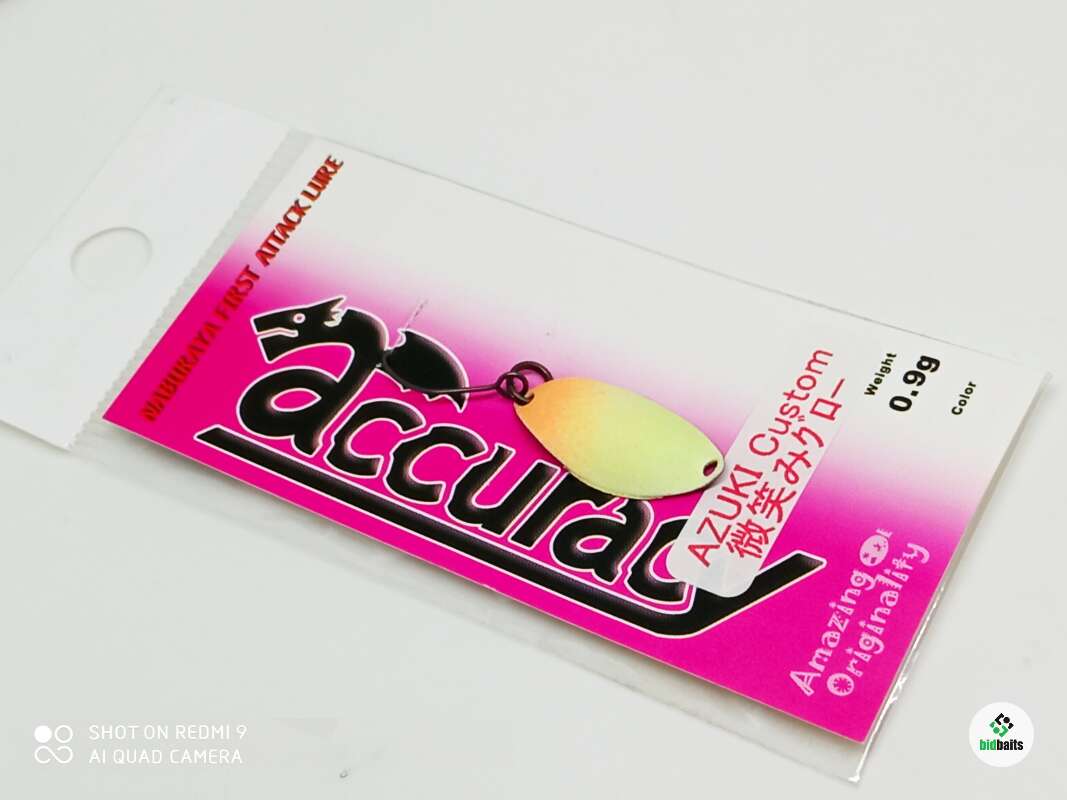 MABURATA FIRST ATTACK LURE
accuracy
AZUKI Custom
微笑みグロー
Weight
0.9g
Color
Amazing
Originality
SHOT ON REDMI 9
AI QUAD CAMERA
bidbaits